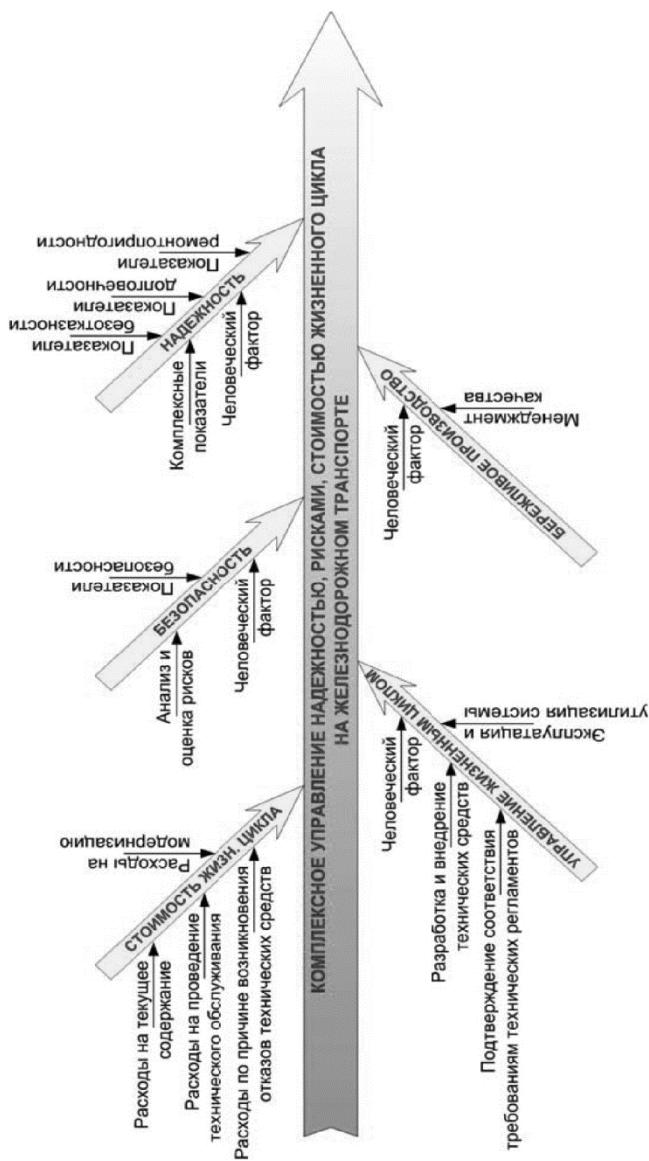 КОМПЛЕКСНОЕ УПРАВЛЕНИЕ НАДЕЖНОСТЬЮ, РИСКАМИ, СТОИМОСТЬЮ ЖИЗНЕННОГО ЦИКЛА
НА ЖЕЛЕЗНОДОРОЖНОМ ТРАНСПОРТЕ
СТОИМОСТЬ ЖИЗН. ЦИКЛА
Расходы на текущее
содержание
Расходы на проведение
технического обслуживания
Расходы по причине возникновения
отказов технических средств
Расходы на
модернизацию
БЕЗОПАСНОСТЬ
Анализ и
оценка рисков
Человеческий
фактор
Показатели
безопасности
НАДЕЖНОСТЬ
Комплексные
показатели
Человеческий
фактор
Показатели
безотказности
Показатели
долговечности
Показатели
ремонтопригодности
УПРАВЛЕНИЕ ЖИЗНЕННЫМ ЦИКЛОМ
Человеческий
фактор
Разработка и внедрение
технических средств
Подтверждение соответствия
требованиям технических регламентов
Эксплуатация и
утилизация системы
БЕРЕЖЛИВОЕ ПРОИЗВОДСТВО
Человеческий
фактор
Менеджмент
качества